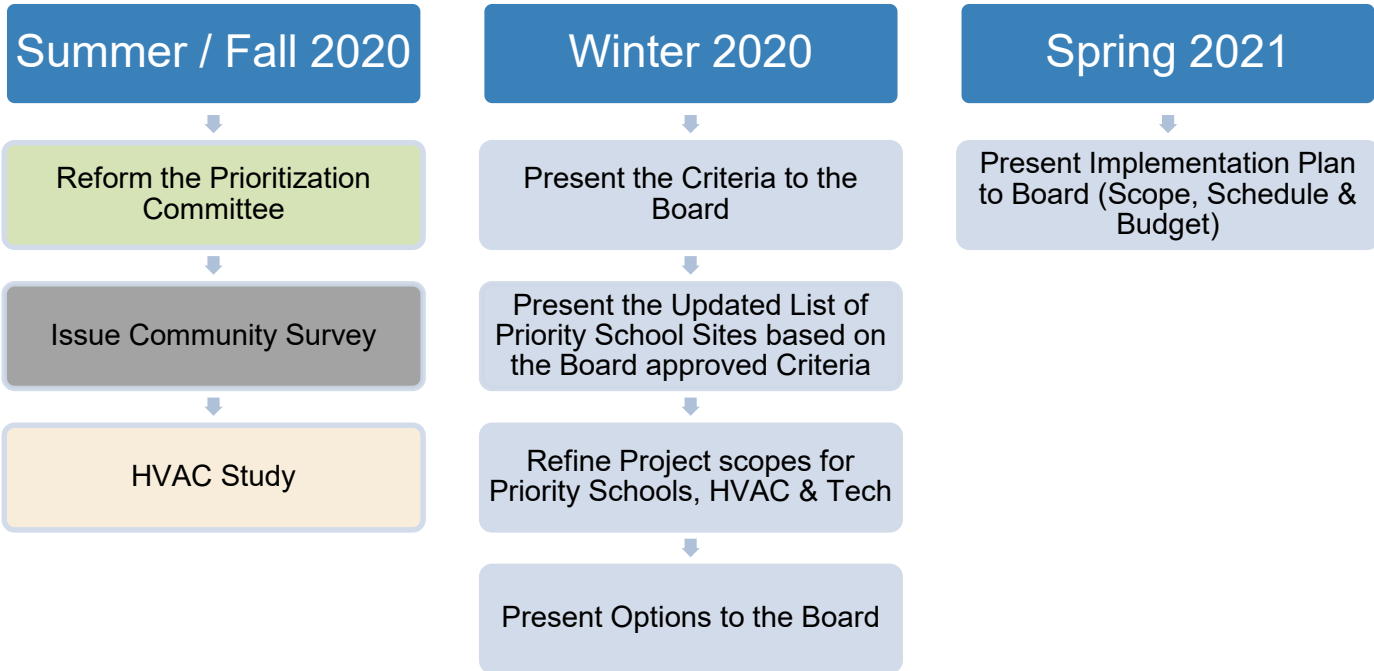 Summer / Fall 2020
Reform the Prioritization
Committee
Issue Community Survey
HVAC Study
Winter 2020
Present the Criteria to the
Board
Present the Updated List of
Priority School Sites based on
the Board approved Criteria
Refine Project scopes for
Priority Schools, HVAC & Tech
Present Options to the Board
Spring 2021
Present Implementation Plan
to Board (Scope, Schedule &
Budget)